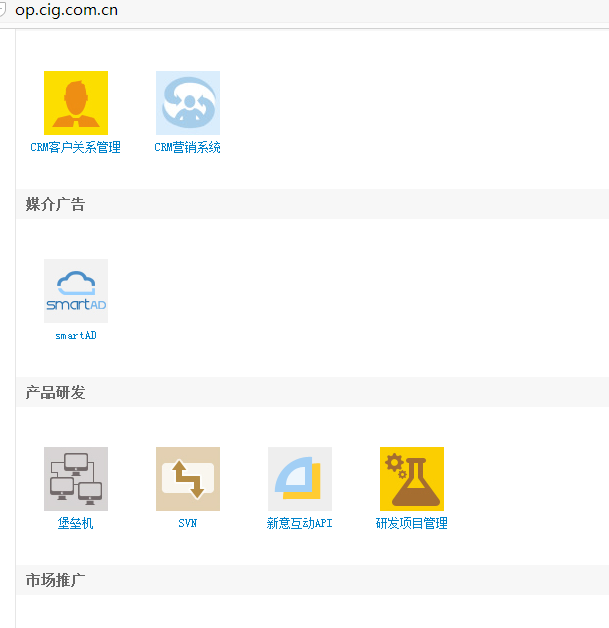 op.cig.com.cn
CRM客户关系管理
CRM营销系统
媒介广告
smartAD
smartAD
产品研发
堡垒机
SVN
新意互动API
研发项目管理
市场推广